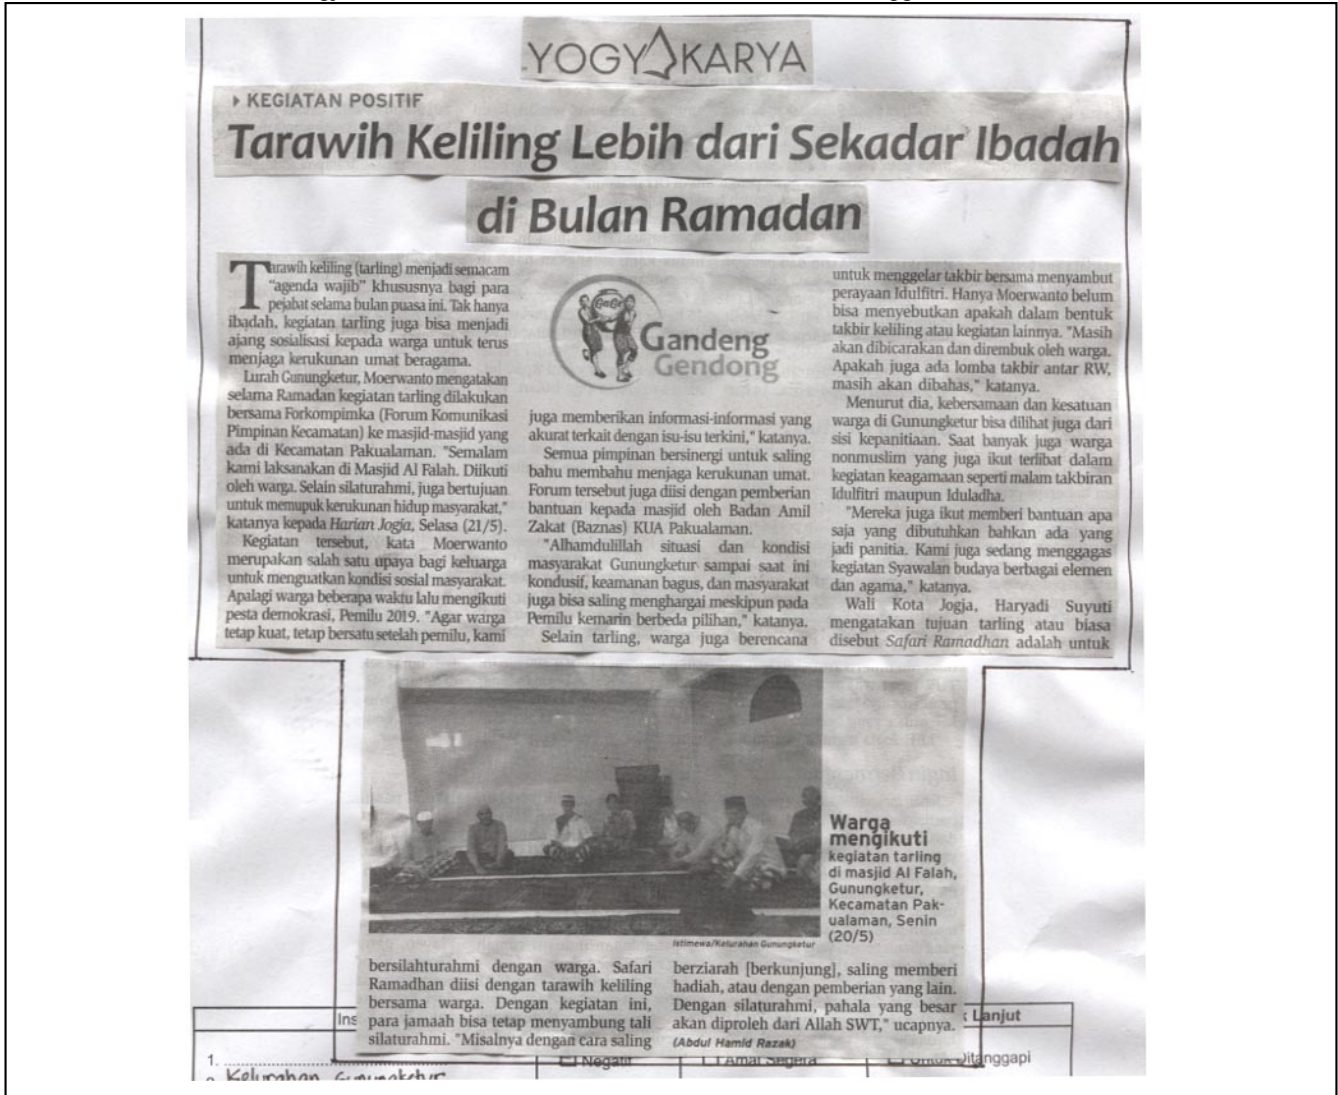 YOGYAKARYA
KEGIATAN POSITIF
Tarawih Keliling Lebih dari Sekadar Ibadah
di Bulan Ramadan
Tarawih keliling (tarling) menjadi semacam
"agenda wajib" khususnya bagi para
pejabat selama bulan puasa ini. Tak hanya
ibadah, kegiatan tarling juga bisa menjadi
ajang sosialisasi kepada warga untuk terus
menjaga kerukunan umat beragama.
Lurah Gunungketur, Moerwanto mengatakan
selama Ramadan kegiatan tarling dilakukan
bersama Forkompimka (Forum Komunikasi
Pimpinan Kecamatan) ke masjid-masjid yang
ada di Kecamatan Pakualaman. "Semalam
kami laksanakan di Masjid Al Falah. Diikuti
oleh warga. Selain silaturahmi, juga bertujuan
untuk memupuk kerukunan hidup masyarakat,"
katanya kepada Harian Jogja, Selasa (21/5).
Kegiatan tersebut, kata Moerwanto
merupakan salah satu upaya bagi keluarga
untuk menguatkan kondisi sosial masyarakat.
Apalagi warga beberapa waktu lalu mengikuti
pesta demokrasi, Pemilu 2019. "Agar warga
tetap kuat, tetap bersatu setelah pemilu, kami
Gandeng
Gendong
juga memberikan informasi-informasi yang
akurat terkait dengan isu-isu terkini," katanya.
Semua pimpinan bersinergi untuk saling
bahu membahu menjaga kerukunan umat.
Forum tersebut juga diisi dengan pemberian
bantuan kepada masjid oleh Badan Amil
Zakat (Baznas) KUA Pakualaman.
"Alhamdulillah situasi dan kondisi
masyarakat Gunungketur sampai saat ini
kondusif, keamanan bagus, dan masyarakat
juga bisa saling menghargai meskipun pada
Pemilu kemarin berbeda pilihan," katanya.
Selain tarling, warga juga berencana
untuk menggelar takbir bersama menyambut
perayaan Idulfitri. Hanya Moerwanto belum
bisa menyebutkan apakah dalam bentuk
takbir keliling atau kegiatan lainnya. "Masih
akan dibicarakan dan dirembuk oleh warga.
Apakah juga ada lomba takbir antar RW,
masih akan dibahas," katanya.
Menurut dia, kebersamaan dan kesatuan
warga di Gunungketur bisa dilihat juga dari
sisi kepanitiaan. Saat banyak juga warga
nonmuslim yang juga ikut terlibat dalam
kegiatan keagamaan seperti malam takbiran
Idulfitri maupun Iduladha.
"Mereka juga ikut memberi bantuan apa
saja yang dibutuhkan bahkan ada yang
jadi panitia. Kami juga sedang menggagas
kegiatan Syawalan budaya berbagai elemen
dan agama," katanya.
Wali Kota Jogja, Haryadi Suyuti
mengatakan tujuan tarling atau biasa
disebut Safari Ramadhan adalah untuk
Warga
mengikuti
kegiatan tarling
di masjid Al Falah,
Gunungketur,
Kecamatan Pak-
ualaman, Senin
(20/5)
Istimewa/Kelurahan Gunungketur
bersilahturahmi dengan warga. Safari
Ramadhan diisi dengan tarawih keliling
bersama warga. Dengan kegiatan ini,
para jamaah bisa tetap menyambung tali
silaturahmi. "Misalnya dengan cara saling
berziarah [berkunjung], saling memberi
hadiah, atau dengan pemberian yang lain.
Dengan silaturahmi, pahala yang besar
akan diproleh dari Allah SWT," ucapnya.
(Abdul Hamid Razak)
Ins
Lanjut
1. Negatif Amat Segera Untuk Ditanggapi
Kelurahan Gunungketur